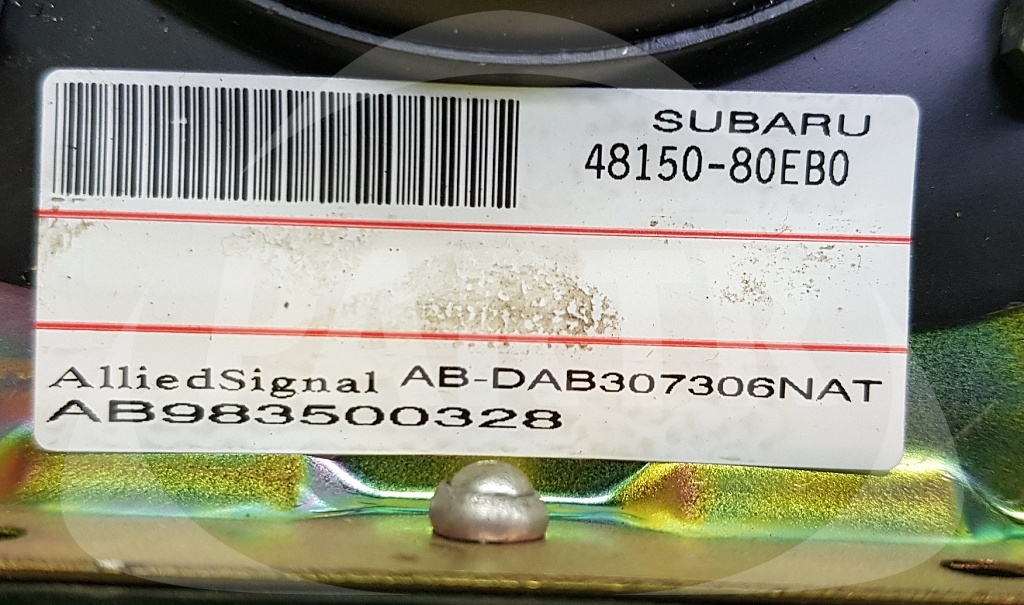 SUBARU
48150-80EB0
AlliedSignal AB-DAB307306NAT
AB983500328